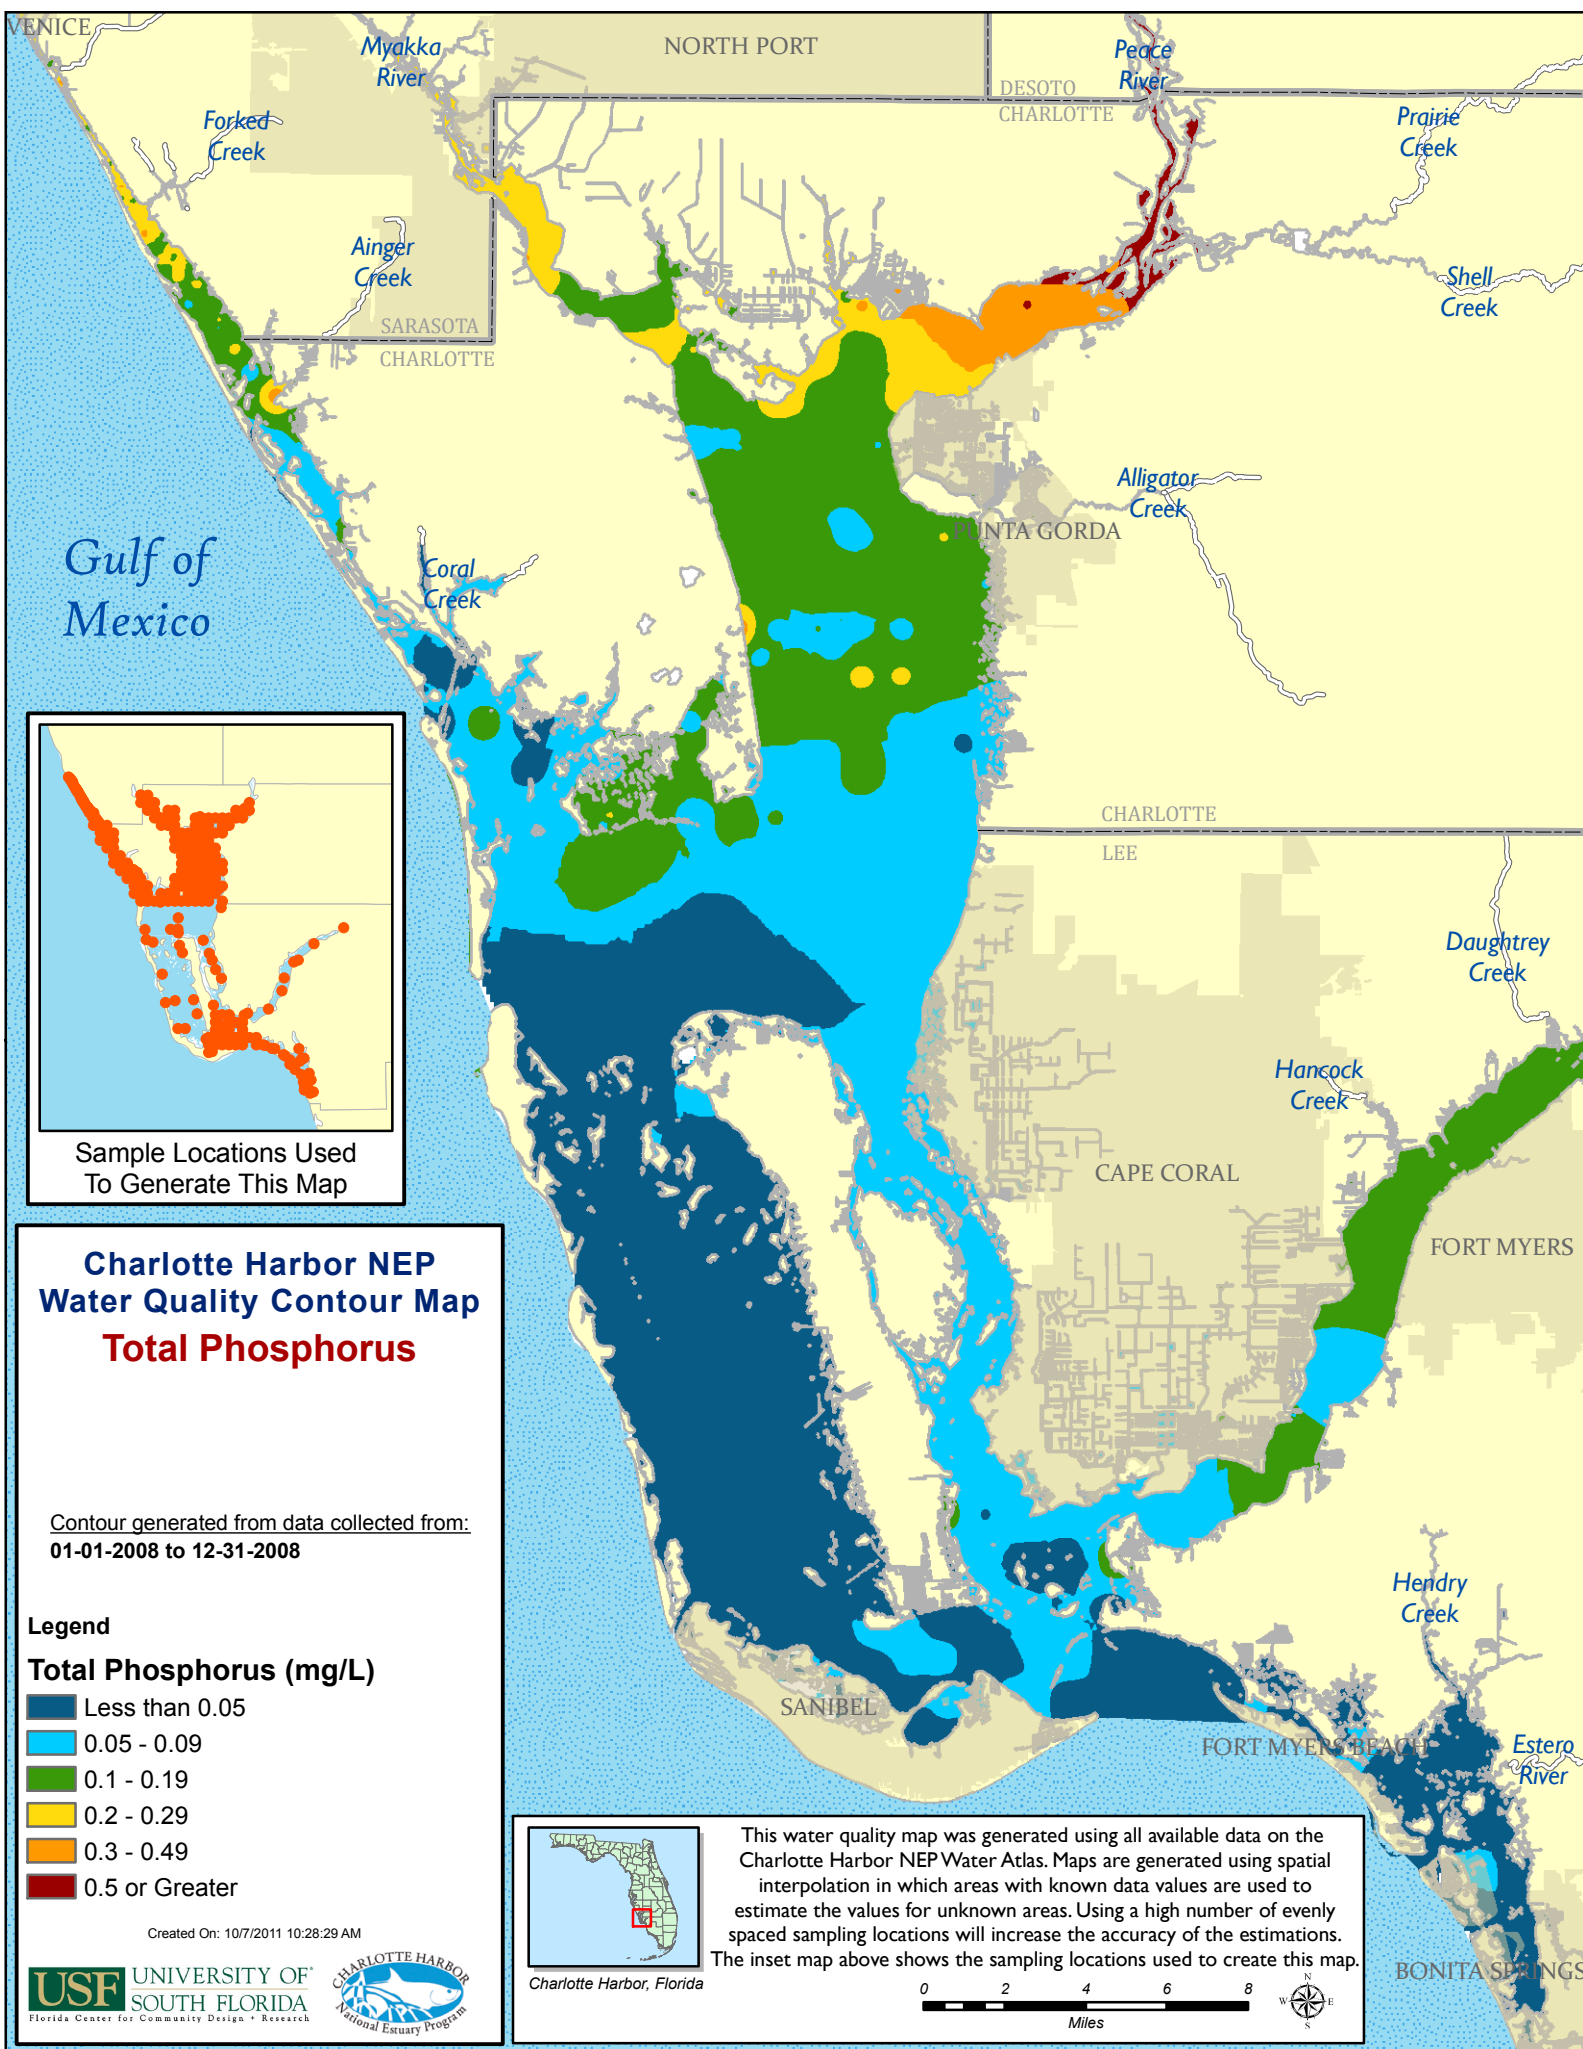 VENICE
Myakka
River
NORTH PORT
Peace
River
DESOTO
CHARLOTTE
Forked
Creek
Prairie
Creek
Ainger
Creek
Shell
Creek
SARASOTA
CHARLOTTE
Alligator
Creek
PUNTA GORDA
Gulf of
Mexico
Coral
Creek
CHARLOTTE
LEE
Daughtrey
Creek
Hancock
Creek
CAPE CORAL
FORT MYERS
Sample Locations Used
To Generate This Map
Charlotte Harbor NEP
Water Quality Contour Map
Total Phosphorus
Contour generated from data collected from:
01-01-2008 to 12-31-2008
Legend
Total Phosphorus (mg/L)
Less than 0.05
0.05 - 0.09
0.1 - 0.19
0.2 - 0.29
0.3 - 0.49
0.5 or Greater
Created On: 10/7/2011 10:28:29 AM
USF UNIVERSITY OF
SOUTH FLORIDA
Florida Center for Community Design + Research
CHARLOTTE HARBOR
National Estuary Program
Hendry
Creek
SANIBEL
FORT MYERS BEACH
Estero
River
BONITA SPRINGS
Charlotte Harbor, Florida
This water quality map was generated using all available data on the
Charlotte Harbor NEP Water Atlas. Maps are generated using spatial
interpolation in which areas with known data values are used to
estimate the values for unknown areas. Using a high number of evenly
spaced sampling locations will increase the accuracy of the estimations.
The inset map above shows the sampling locations used to create this map.
0 2 4 6 8
Miles
N
W E
S